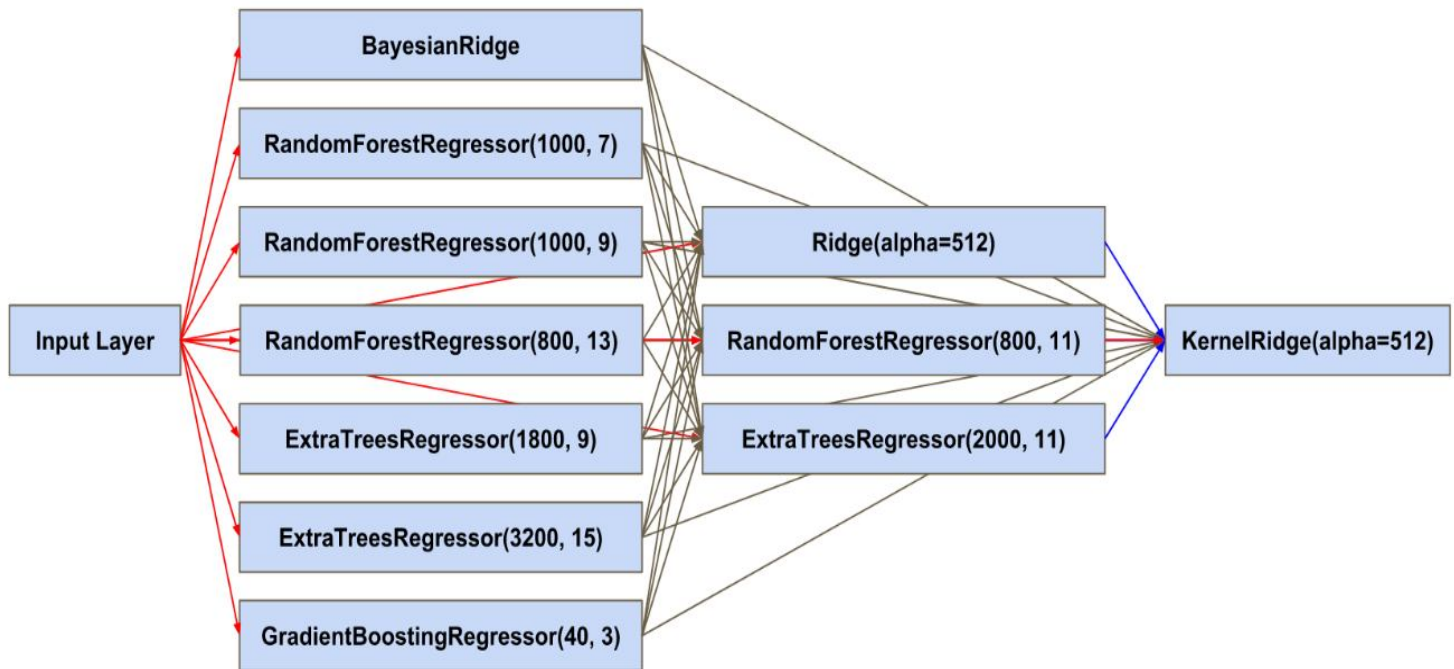 Input Layer
BayesianRidge
RandomForestRegressor(1000, 7)
RandomForestRegressor(1000, 9)
RandomForestRegressor(800, 13)
ExtraTreesRegressor(1800, 9)
ExtraTreesRegressor(3200, 15)
GradientBoostingRegressor(40, 3)
Ridge(alpha=512)
RandomForestRegressor(800, 11)
ExtraTreesRegressor(2000, 11)
KernelRidge(alpha=512)